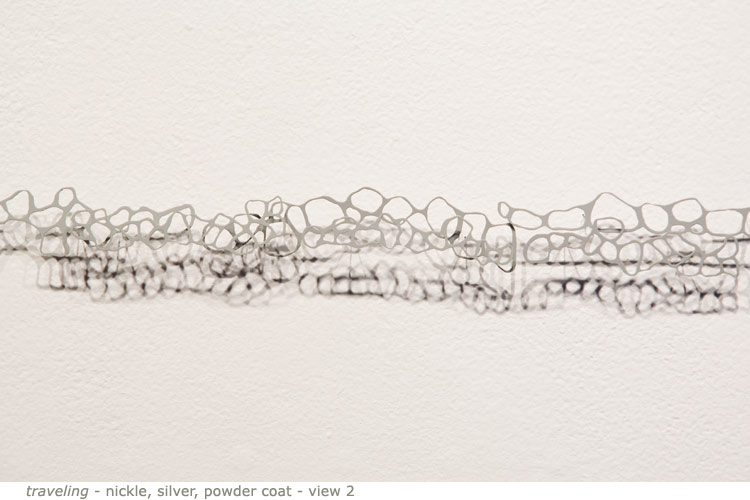 traveling - nickle, silver, powder coat - view 2